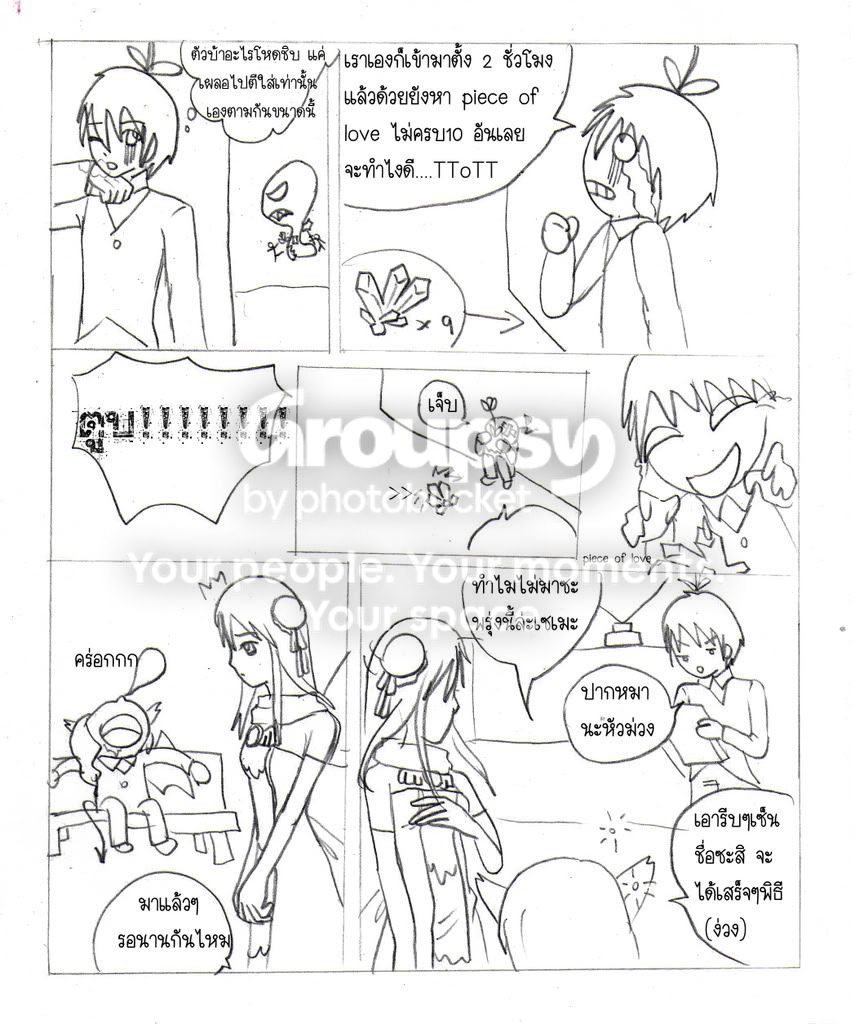 ตัวบ้าอะไรโหดชิบ แค่
เผลอไปตีใส่เท่านั้น
เองตามกันขนาดนี้
เราเองก็เข้ามาตั้ง 2 ชั่วโมง
แล้วด้วยยังหา piece of
love ไม่ครบ10 อันเลย
จะทำไงดี....TToTT
x 9
ตูบ!!!!!!!!
เจ็บ
>>
piece of love
Groupsy
by photobucket
Your people. Your moments.
Your space.
คร่อกกก
มาแล้วๆ
รอนานกันไหม
ทำไมไม่มาซะ
พรุ่งนี้ล่ะเซเมะ
ปากหมา
นะหัวม่วง
เอารีบๆเซ็น
ชื่อซะสิ จะ
ได้เสร็จๆพิธี
(ง่วง)